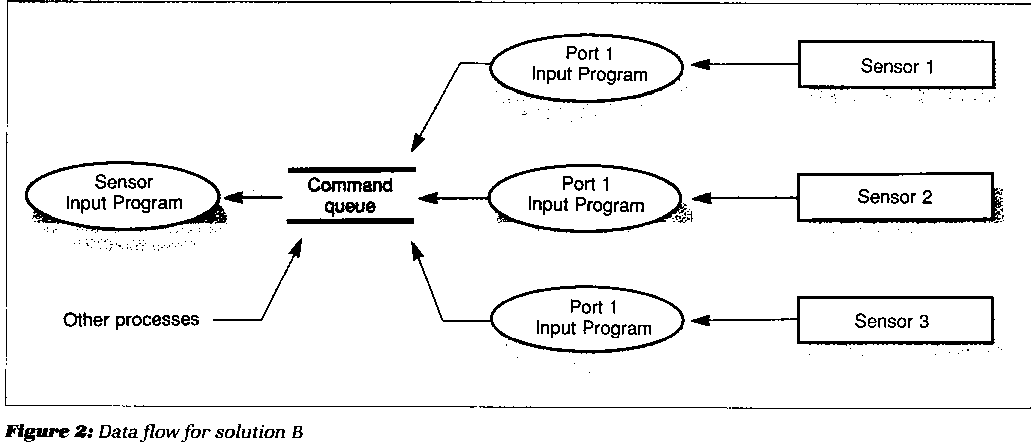 Port 1
Input Program
Sensor 1
Sensor
Input Program
Command
queue
Port 1
Input Program
Sensor 2
Other processes
Port 1
Input Program
Sensor 3
Figure 2: Data flow for solution B